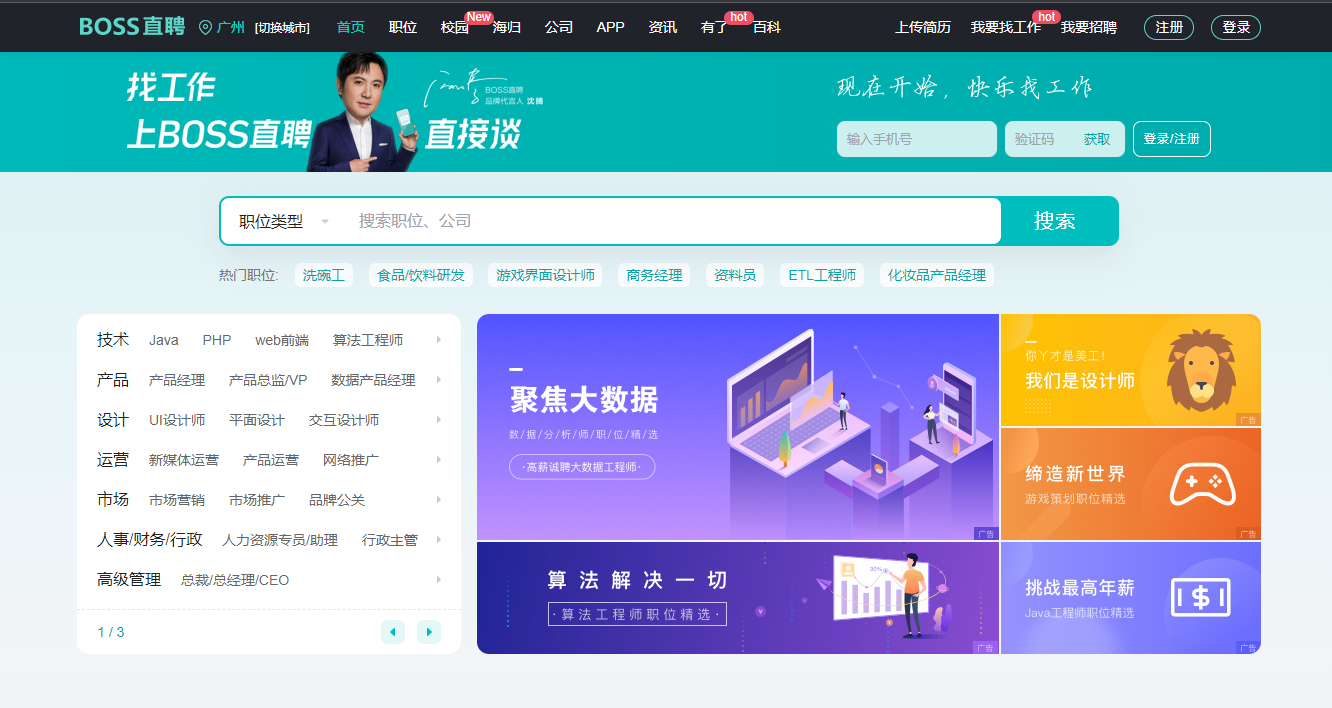 BOSS直聘 广州 [切换城市] 首页 职位 校园 New 海归 公司 APP 资讯 有了 hot 百科 上传简历 我要找工作 hot 我要招聘 注册 登录
找工作
上BOSS直聘 直接谈
BOSS直聘
品牌代言人 沈腾
现在开始，快乐找工作
输入手机号 验证码 获取 登录/注册
职位类型 搜索职位、公司 搜索
热门职位: 洗碗工 食品/饮料研发 游戏界面设计师 商务经理 资料员 ETL工程师 化妆品产品经理
技术 Java PHP web前端 算法工程师
产品 产品经理 产品总监/VP 数据产品经理
设计 UI设计师 平面设计 交互设计师
运营 新媒体运营 产品运营 网络推广
市场 市场营销 市场推广 品牌公关
人事/财务/行政 人力资源专员/助理 行政主管
高级管理 总裁/总经理/CEO
1 / 3
聚焦大数据
数/据/分/析/师/职/位/精/选
·高薪诚聘大数据工程师·
广告
你丫才是美工！
我们是设计师
广告
缔造新世界
游戏策划职位精选
广告
算法解决一切
·算法工程师职位精选·
30%
广告
挑战最高年薪
Java工程师职位精选
$
广告